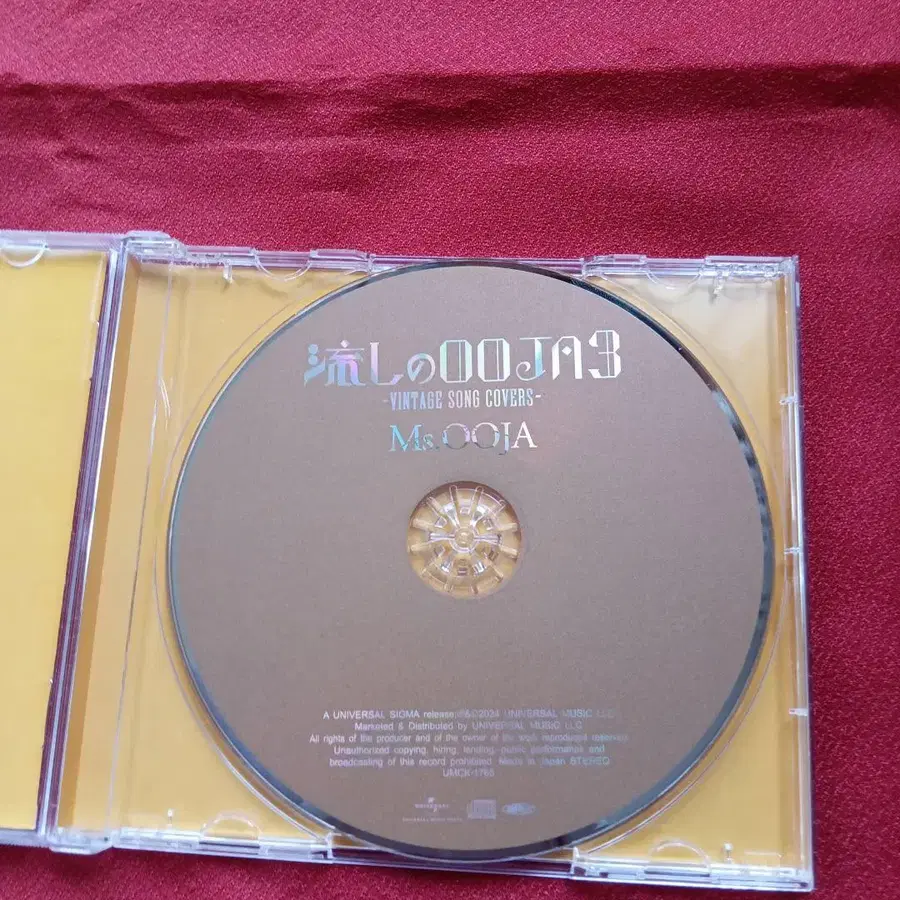 流しのOOJA3
-VINTAGE SONG COVERS-
Ms.OOJA
A UNIVERSAL SIGMA release. ℗&©2024 UNIVERSAL MUSIC LLC
Marketed & Distributed by UNIVERSAL MUSIC LLC
All rights of the producer and of the owner of the work reproduced reserved.
Unauthorized copying, hiring, lending, public performance and
broadcasting of this record prohibited. Made in Japan STEREO
UNIVERSAL